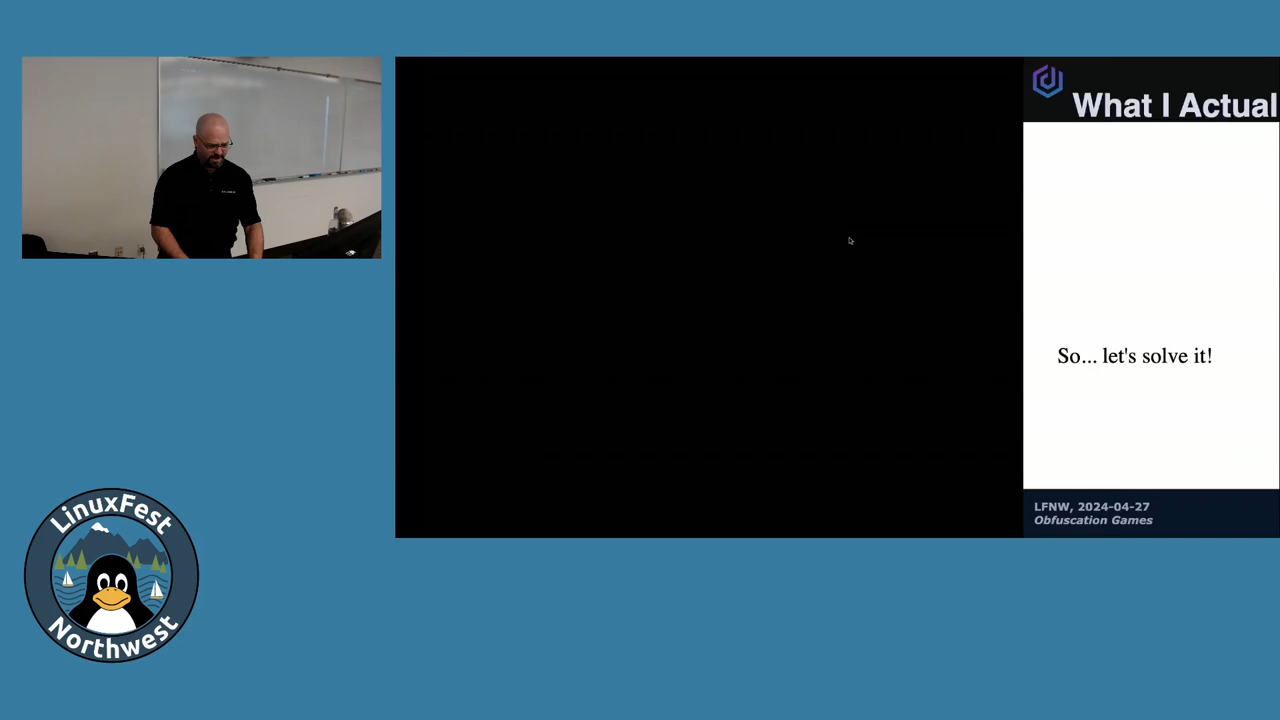 What I Actual
So... let's solve it!
LFNW, 2024-04-27
Obfuscation Games
LinuxFest
Northwest